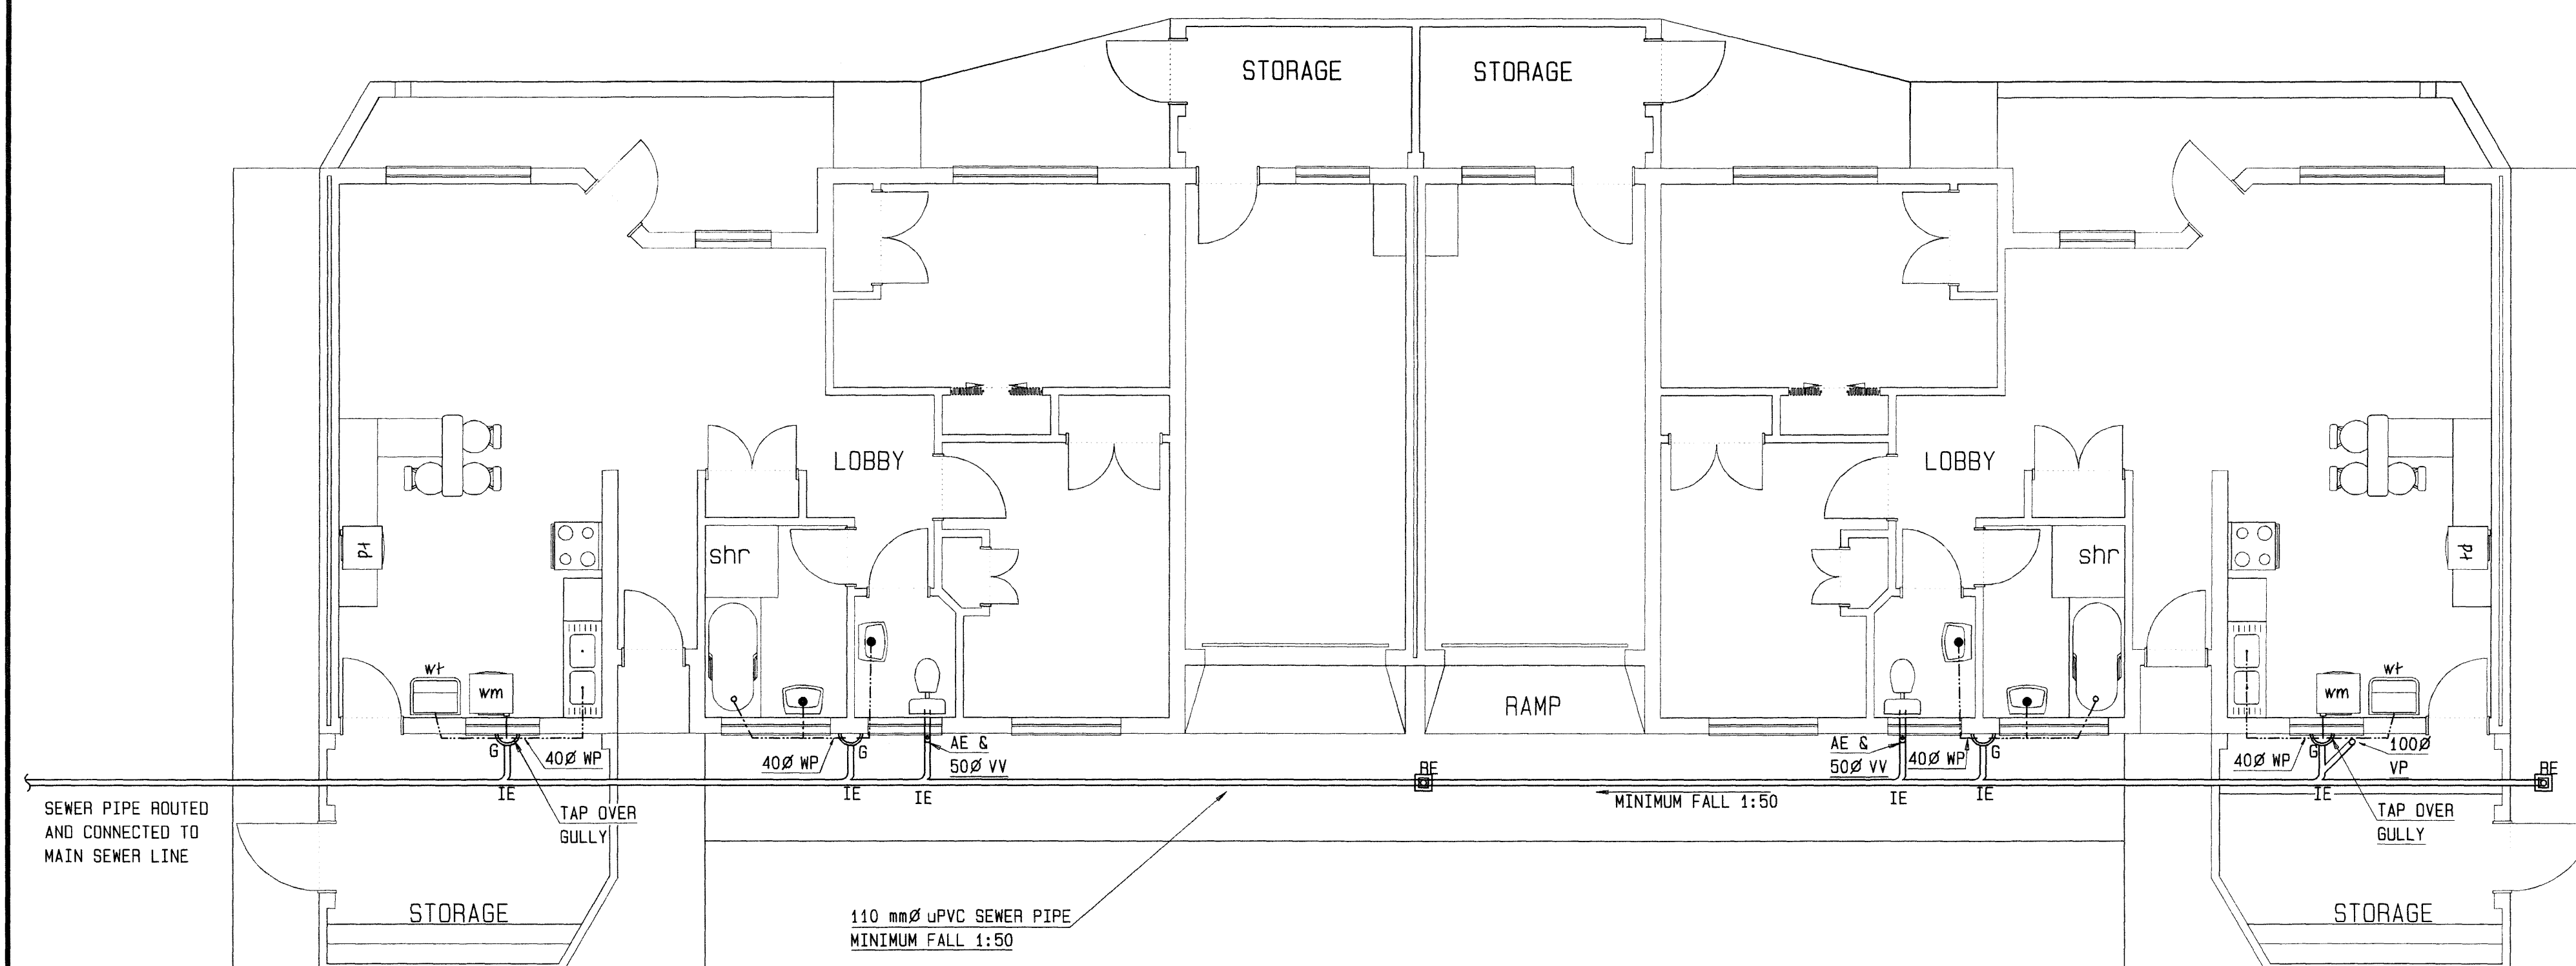 STORAGE
STORAGE
LOBBY
LOBBY
shr
shr
td
td
wt
wm
wm
wt
RAMP
G
40Ø WP
40Ø WP
G
AE &
50Ø VV
AE &
50Ø VV
40Ø WP
G
40Ø WP
G
100Ø
VP
RE
RE
IE
IE
IE
IE
IE
IE
SEWER PIPE ROUTED
AND CONNECTED TO
MAIN SEWER LINE
TAP OVER
GULLY
MINIMUM FALL 1:50
TAP OVER
GULLY
STORAGE
110 mmØ uPVC SEWER PIPE
MINIMUM FALL 1:50
STORAGE